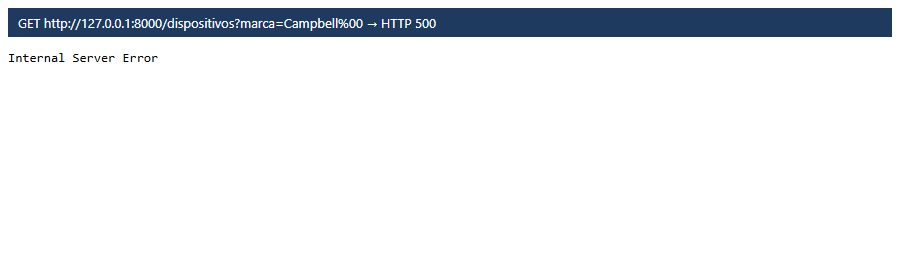 GET http://127.0.0.1:8000/dispositivos?marca=Campbell%00 → HTTP 500
Internal Server Error